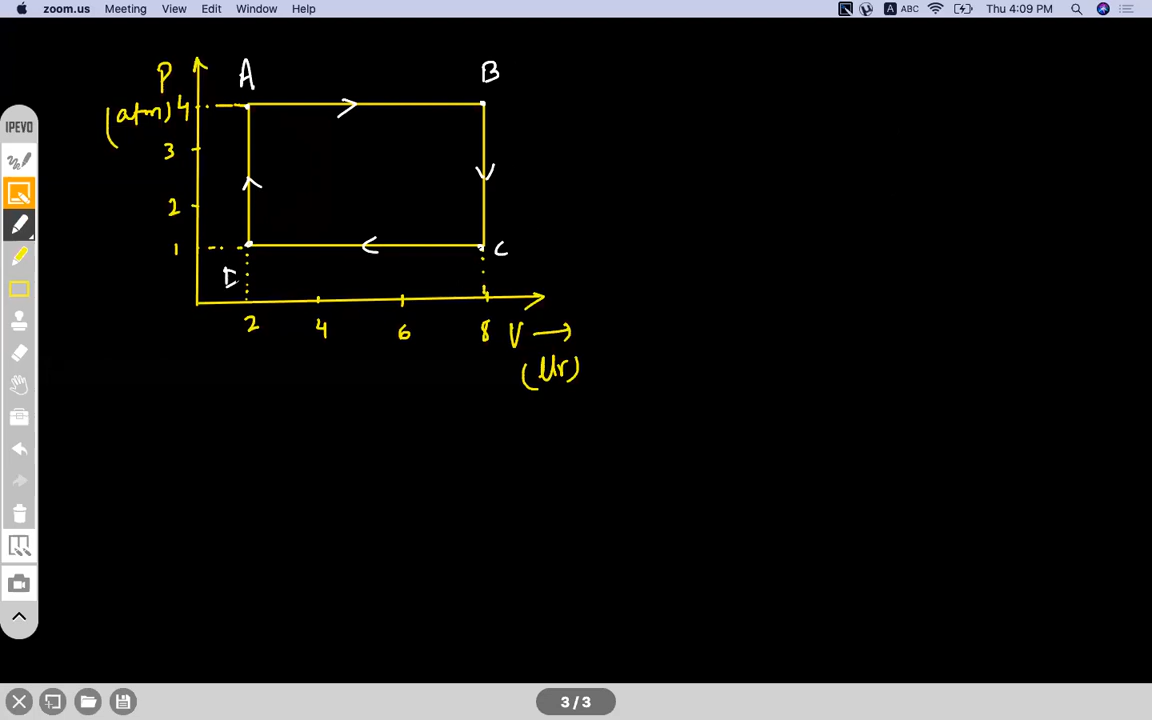 zoom.us Meeting View Edit Window Help A ABC Thu 4:09 PM
P A B
(atm) 4
IPEVO
3
2
1 C
D
2 4 6 8 V
(ltr)
3 / 3